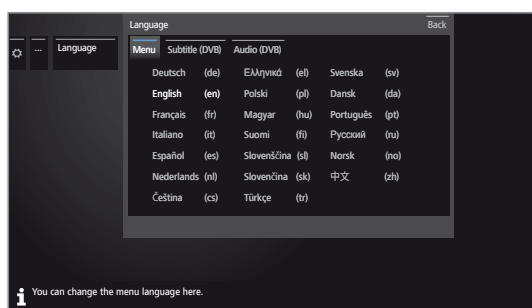 Language Back
... Language
Menu Subtitle (DVB) Audio (DVB)
Deutsch (de) Ελληνικά (el) Svenska (sv)
English (en) Polski (pl) Dansk (da)
Français (fr) Magyar (hu) Português (pt)
Italiano (it) Suomi (fi) Русский (ru)
Español (es) Slovenščina (sl) Norsk (no)
Nederlands (nl) Slovenčina (sk) 中文 (zh)
Čeština (cs) Türkçe (tr)
You can change the menu language here.